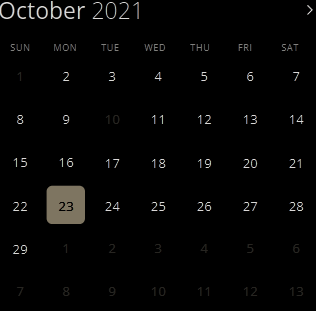 October 2021 >
SUN MON TUE WED THU FRI SAT
1 2 3 4 5 6 7
8 9 10 11 12 13 14
15 16 17 18 19 20 21
22 23 24 25 26 27 28
29 1 2 3 4 5 6
7 8 9 10 11 12 13